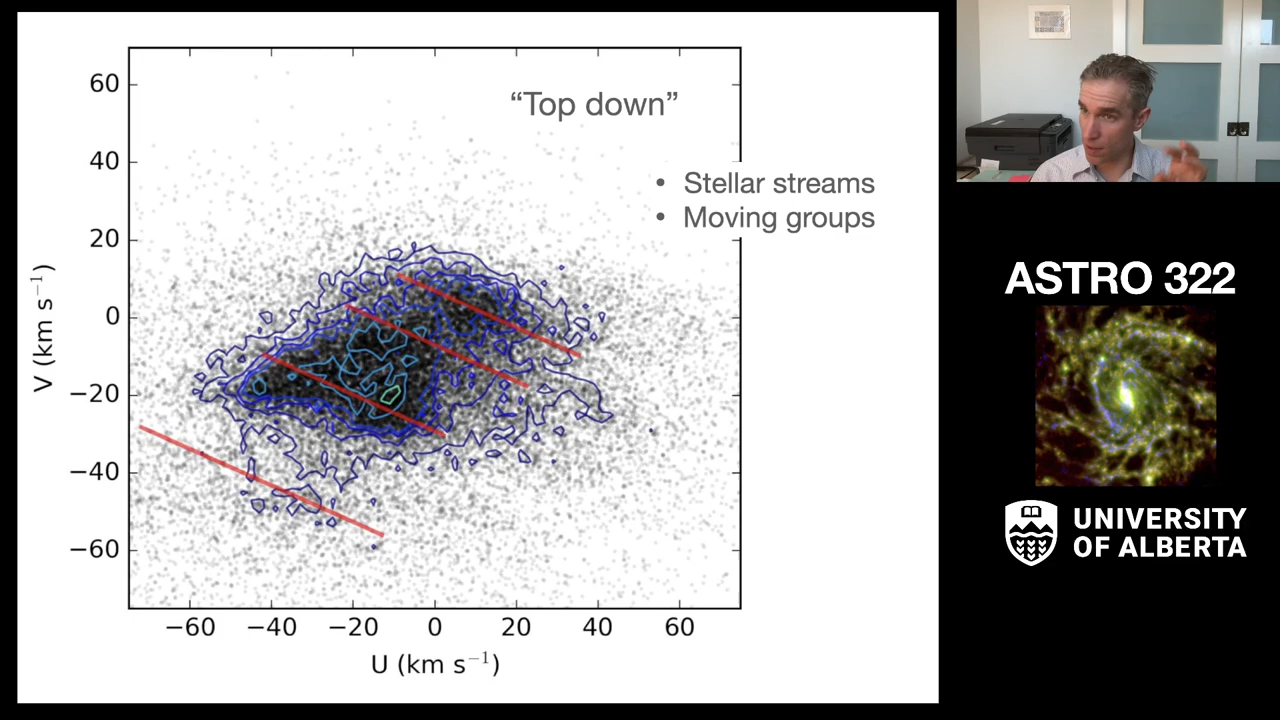 “Top down”
• Stellar streams
• Moving groups
60
40
20
0
−20
−40
−60
V (km s−1)
−60 −40 −20 0 20 40 60
U (km s−1)
ASTRO 322
UNIVERSITY
OF ALBERTA